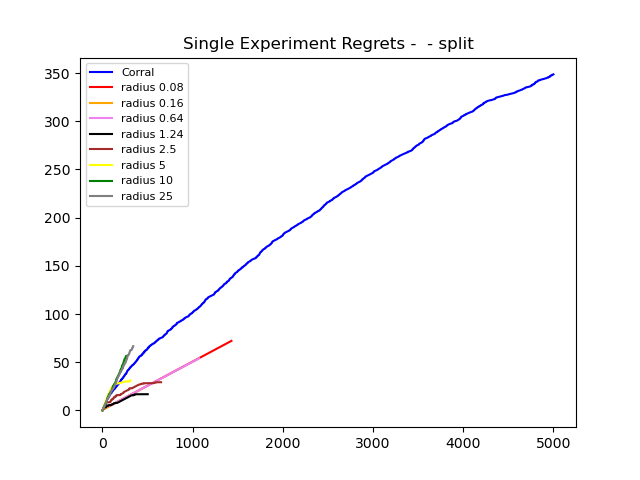 Single Experiment Regrets -  - split
350
300
250
200
150
100
50
0
Corral
radius 0.08
radius 0.16
radius 0.64
radius 1.24
radius 2.5
radius 5
radius 10
radius 25
0 1000 2000 3000 4000 5000